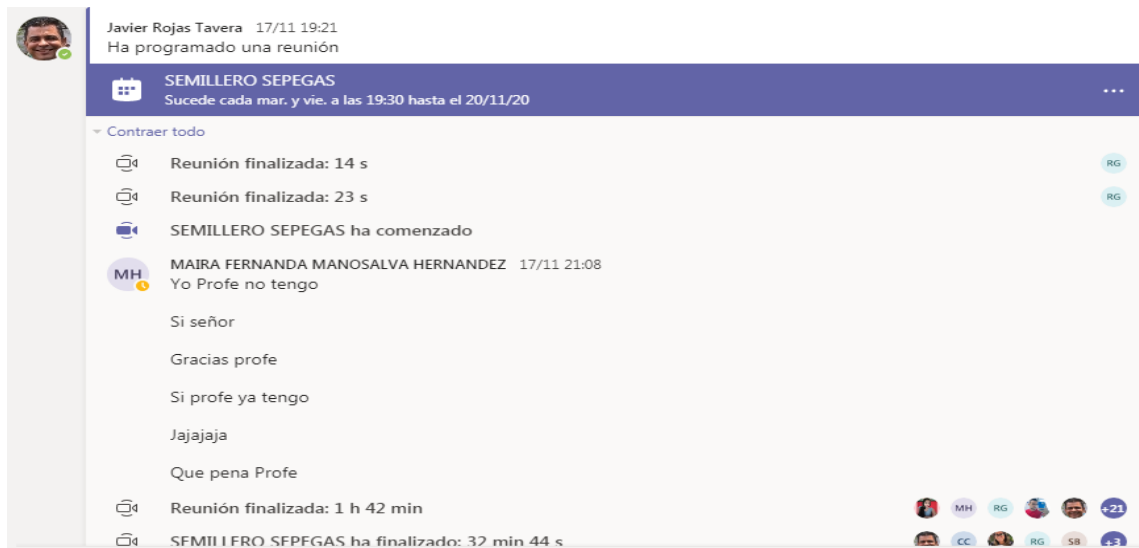 Javier Rojas Tavera 17/11 19:21
Ha programado una reunión
SEMILLERO SEPEGAS
Sucede cada mar. y vie. a las 19:30 hasta el 20/11/20
...
Contraer todo
Reunión finalizada: 14 s
RG
Reunión finalizada: 23 s
RG
SEMILLERO SEPEGAS ha comenzado
MH
MAIRA FERNANDA MANOSALVA HERNANDEZ 17/11 21:08
Yo Profe no tengo
Si señor
Gracias profe
Si profe ya tengo
Jajajaja
Que pena Profe
Reunión finalizada: 1 h 42 min
MH RG +21
SEMILLERO SEPEGAS ha finalizado: 32 min 44 s
CC RG SB +3